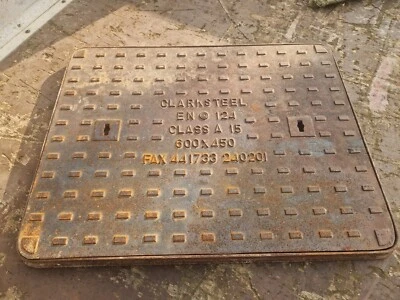 CLARKSTEEL
EN © 124
CLASS A 15
600X450
FAX 441733 240201